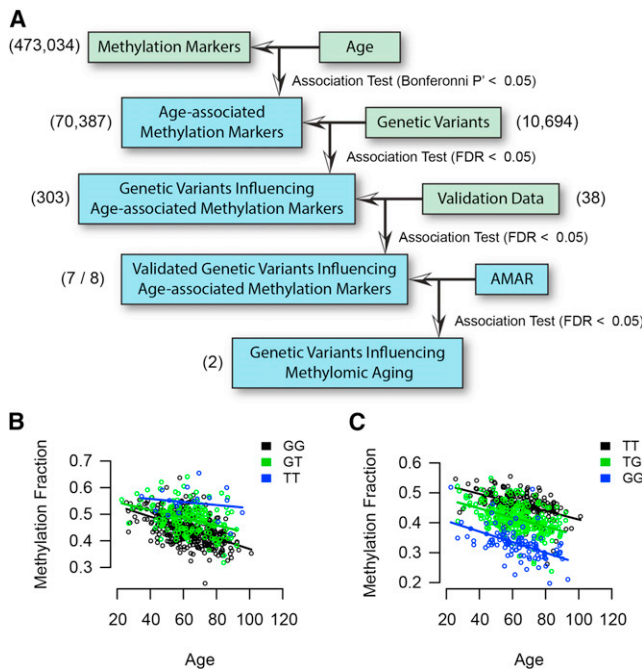 A
(473,034)
Methylation Markers
Age
Association Test (Bonferonni P' < 0.05)
(70,387)
Age-associated
Methylation Markers
Genetic Variants
(10,694)
Association Test (FDR < 0.05)
(303)
Genetic Variants Influencing
Age-associated Methylation Markers
Validation Data
(38)
Association Test (FDR < 0.05)
(7 / 8)
Validated Genetic Variants Influencing
Age-associated Methylation Markers
AMAR
Association Test (FDR < 0.05)
(2)
Genetic Variants Influencing
Methylomic Aging
B
GG
GT
TT
Methylation Fraction
0.7
0.6
0.5
0.4
0.3
20 40 60 80 100 120
Age
C
TT
TG
GG
Methylation Fraction
0.6
0.5
0.4
0.3
0.2
20 40 60 80 100 120
Age